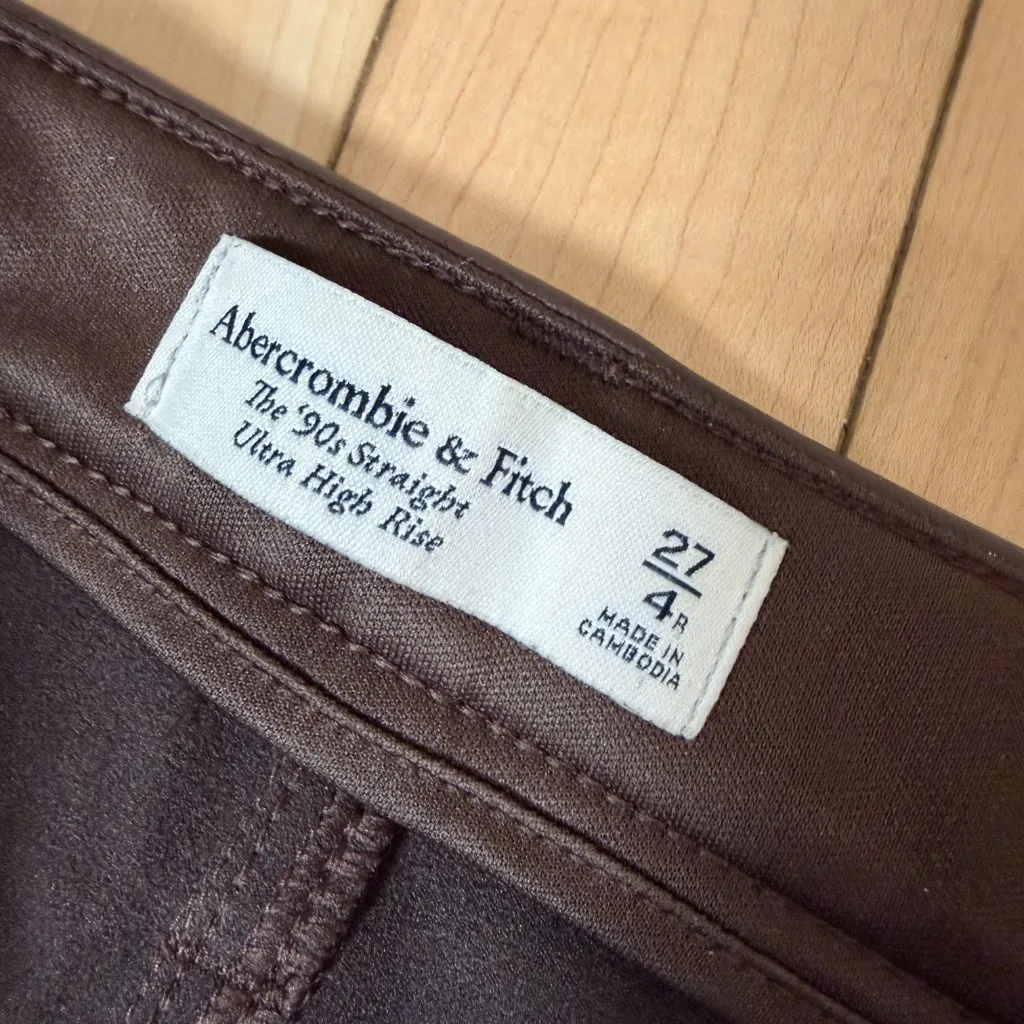 Abercrombie & Fitch
The ‘90s Straight
Ultra High Rise
27
4R
MADE IN
CAMBODIA